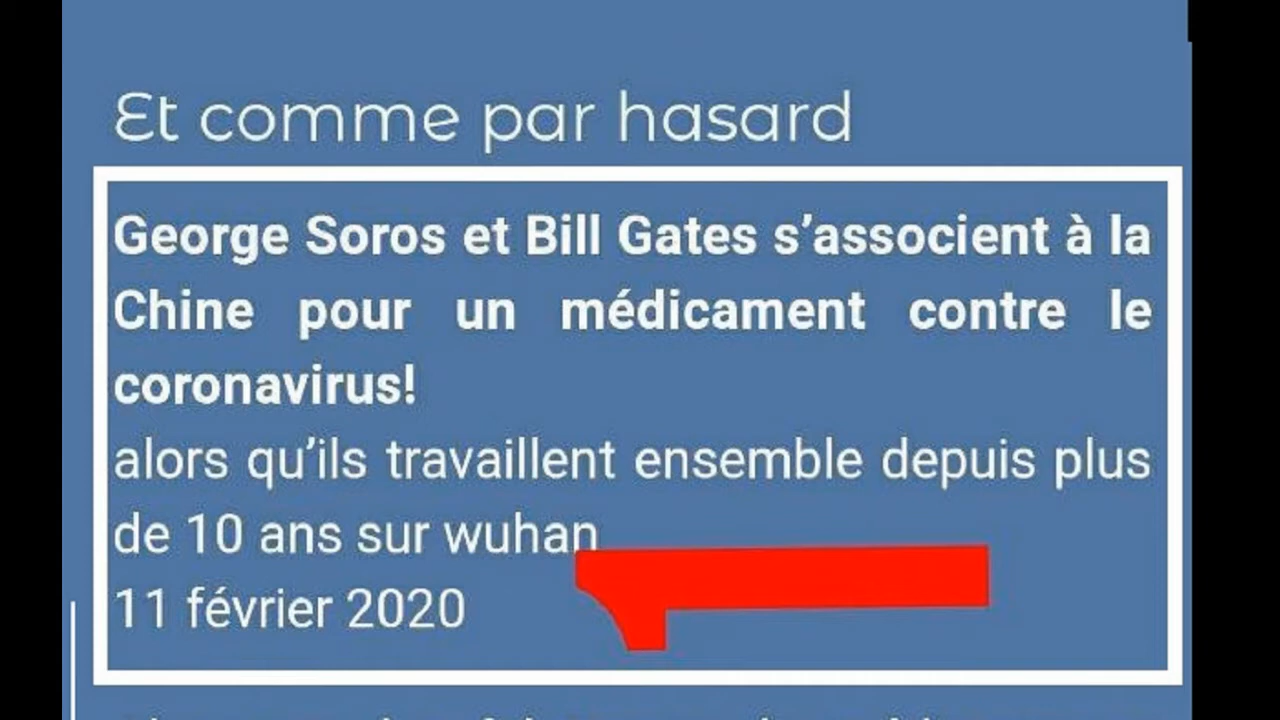 Et comme par hasard
George Soros et Bill Gates s’associent à la
Chine pour un médicament contre le
coronavirus!
alors qu’ils travaillent ensemble depuis plus
de 10 ans sur wuhan
11 février 2020